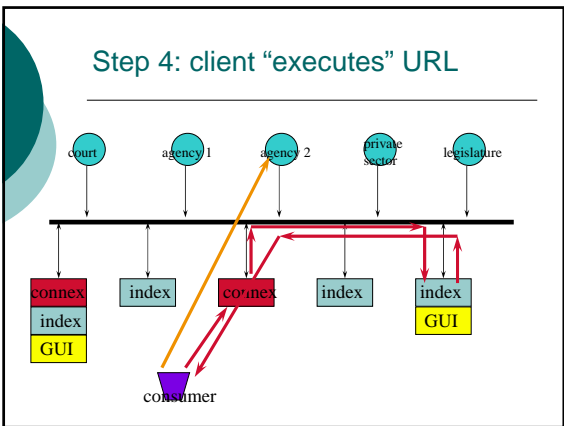 Step 4: client “executes” URL
court
agency 1
agency 2
private
sector
legislature
connex
index
GUI
index
connex
index
index
GUI
consumer